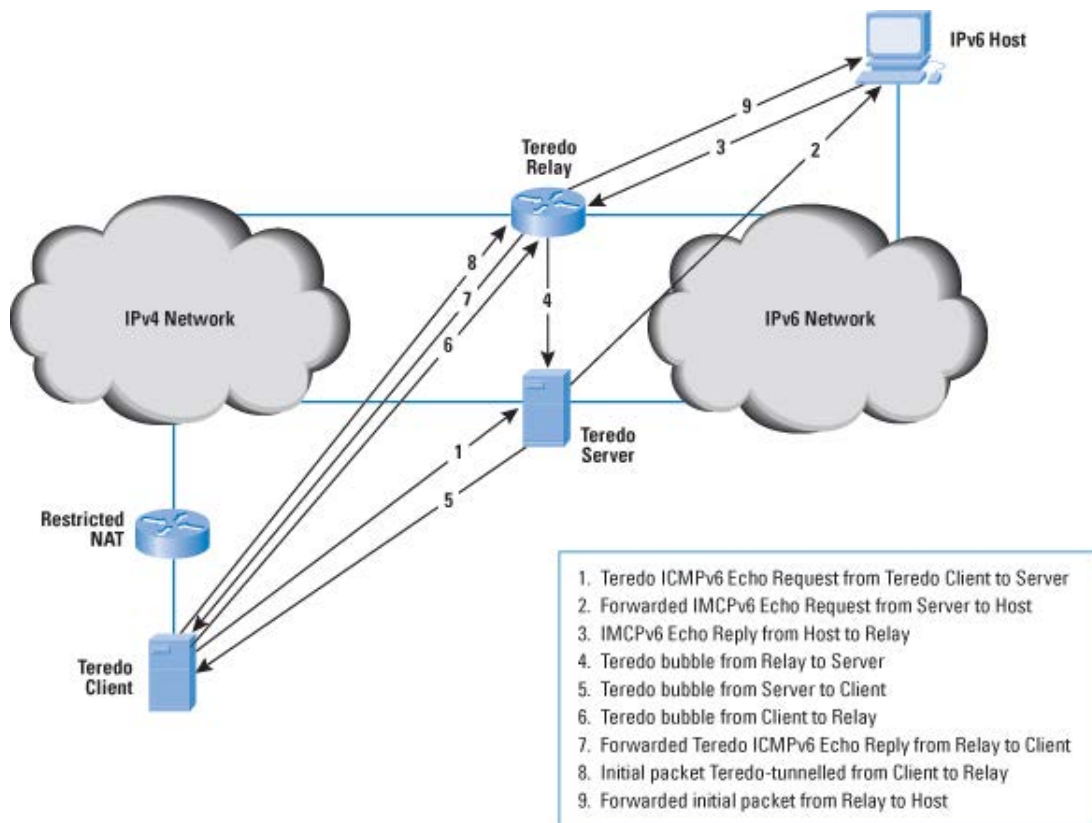 IPv6 Host
9
3
2
Teredo
Relay
8
7
6
4
IPv4 Network
IPv6 Network
Teredo
Server
1
5
Restricted
NAT
Teredo
Client
1. Teredo ICMPv6 Echo Request from Teredo Client to Server
2. Forwarded IMCPv6 Echo Request from Server to Host
3. IMCPv6 Echo Reply from Host to Relay
4. Teredo bubble from Relay to Server
5. Teredo bubble from Server to Client
6. Teredo bubble from Client to Relay
7. Forwarded Teredo ICMPv6 Echo Reply from Relay to Client
8. Initial packet Teredo-tunnelled from Client to Relay
9. Forwarded initial packet from Relay to Host